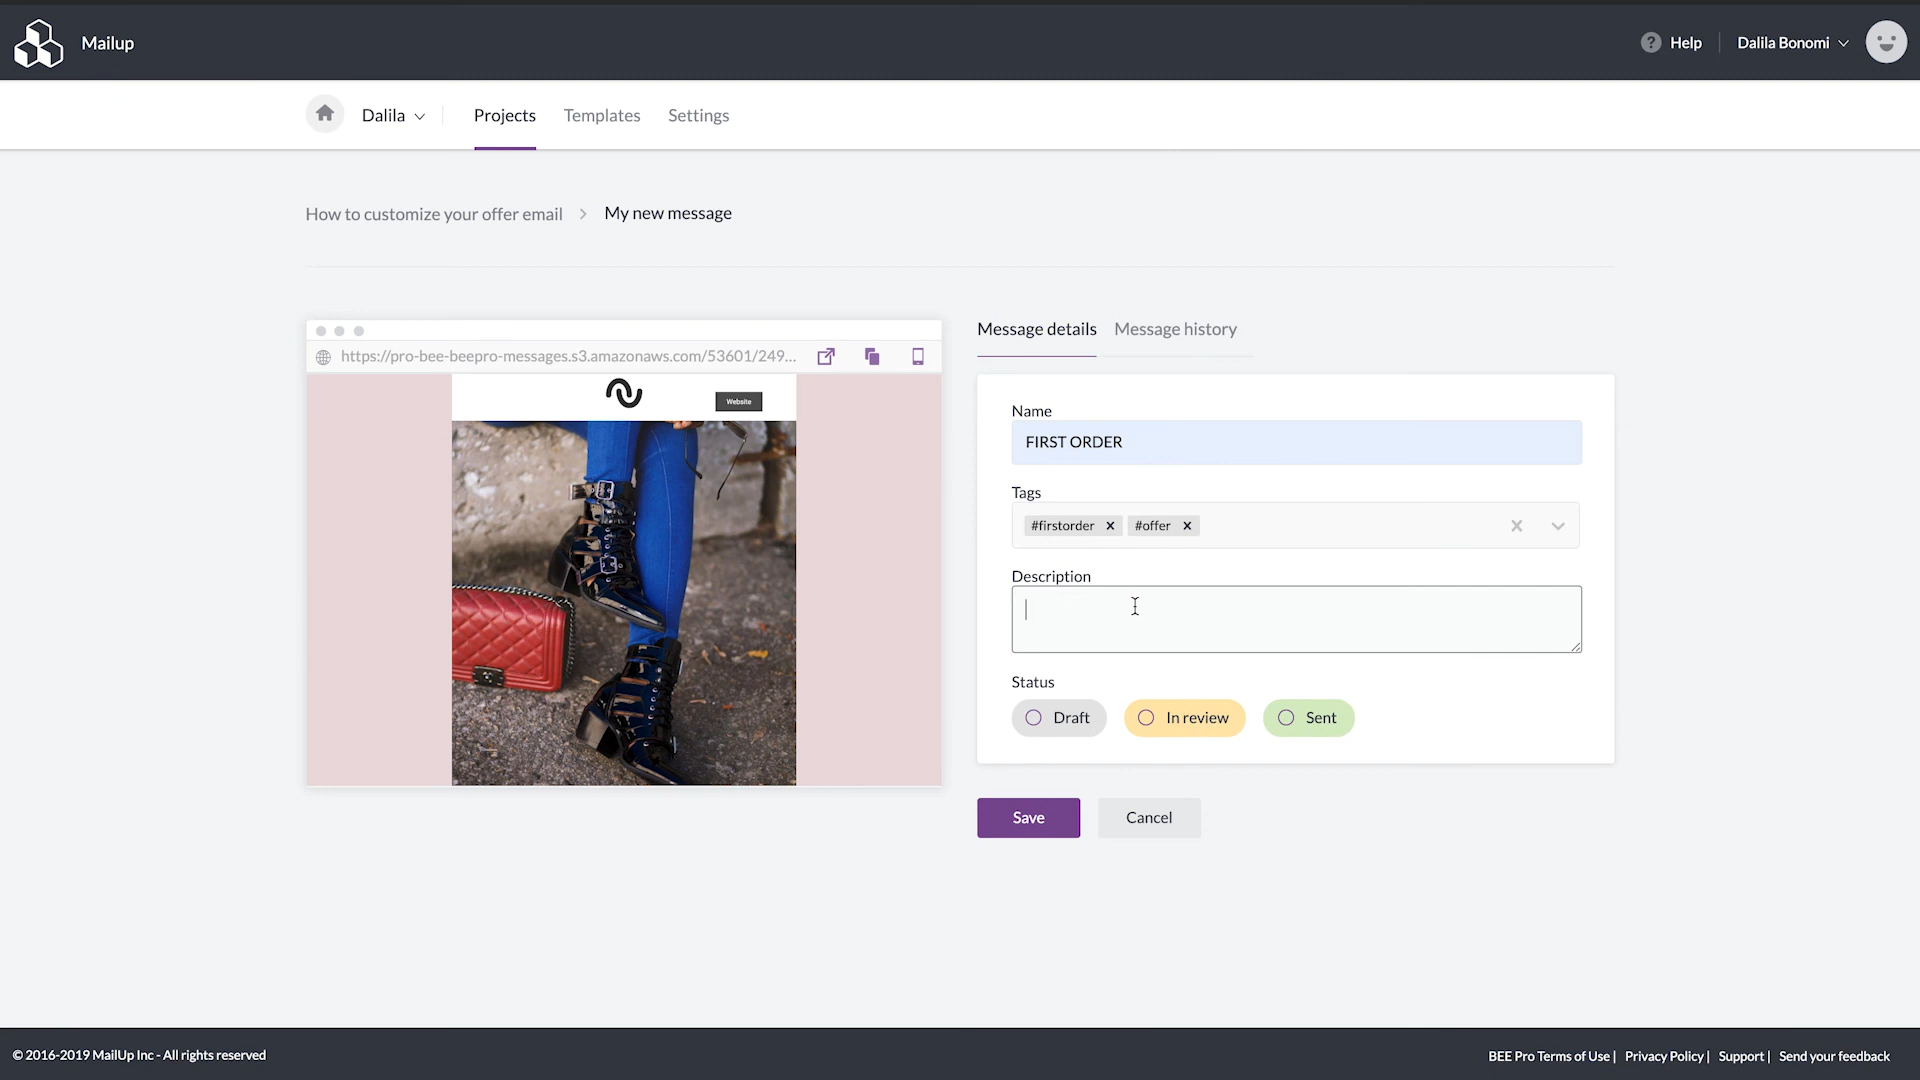 Mailup
? Help
Dalila Bonomi
Dalila
Projects
Templates
Settings
How to customize your offer email > My new message
https://pro-bee-beepro-messages.s3.amazonaws.com/53601/249...
Website
Message details
Message history
Name
FIRST ORDER
Tags
#firstorder
#offer
Description
Status
Draft
In review
Sent
Save
Cancel
© 2016-2019 MailUp Inc - All rights reserved
BEE Pro Terms of Use | Privacy Policy | Support | Send your feedback